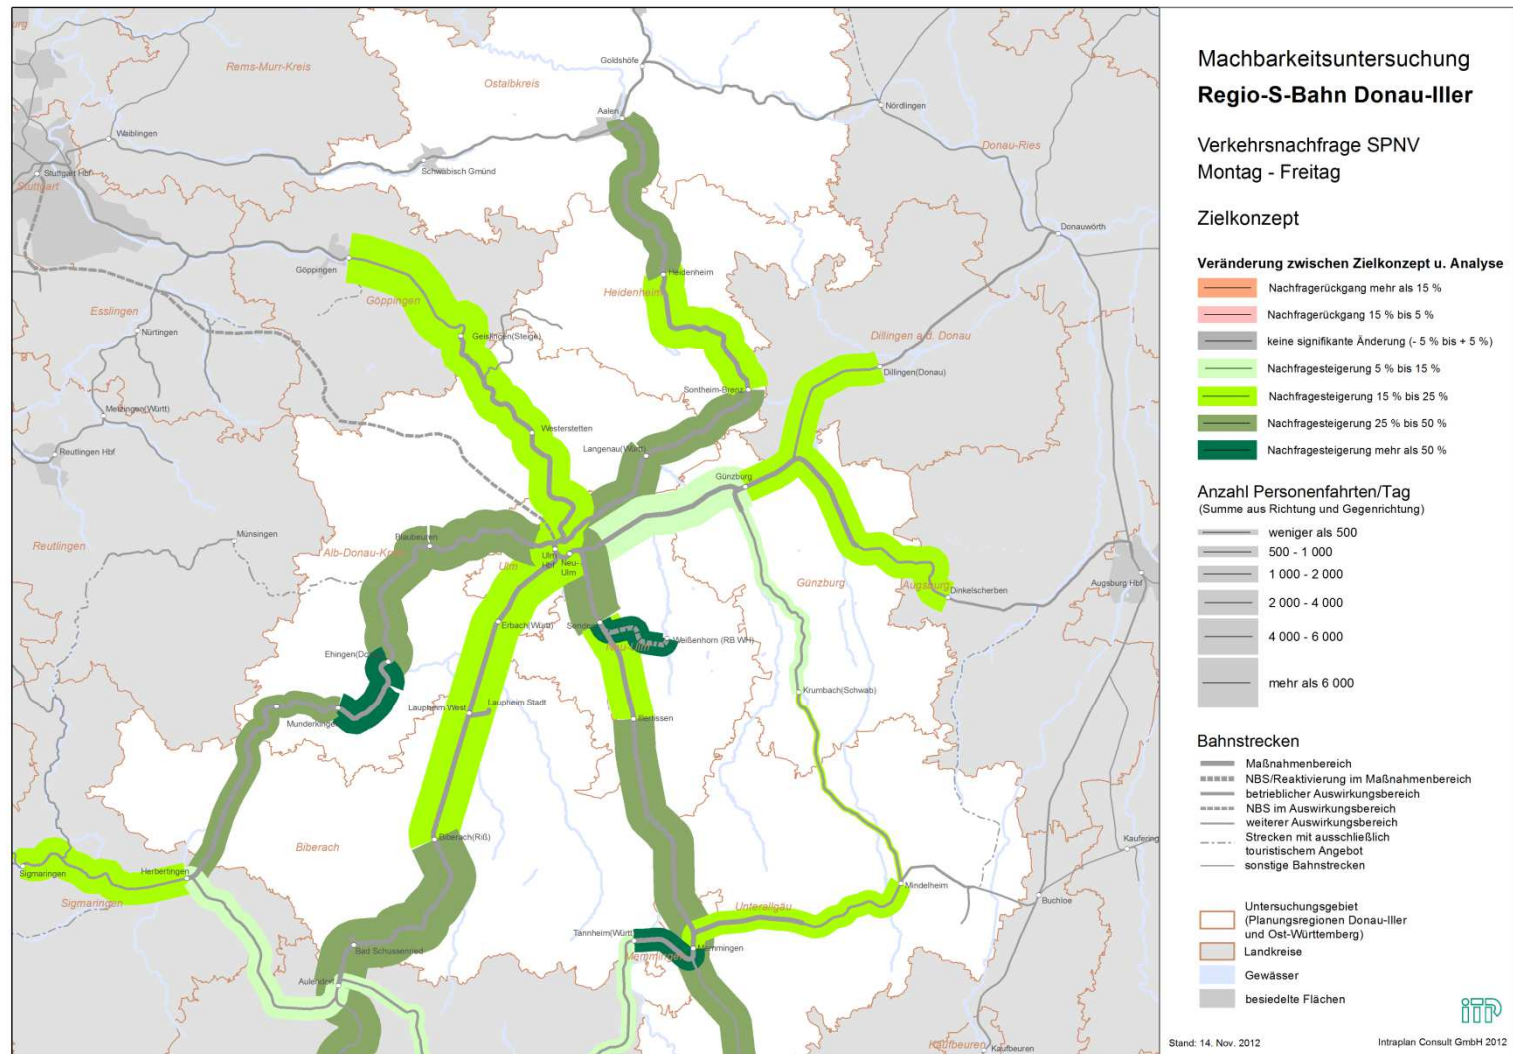 Machbarkeitsuntersuchung
Regio-S-Bahn Donau-Iller
Verkehrsnachfrage SPNV
Montag - Freitag
Zielkonzept
Veränderung zwischen Zielkonzept u. Analyse
Nachfragerückgang mehr als 15 %
Nachfragerückgang 15 % bis 5 %
keine signifikante Änderung (- 5 % bis + 5 %)
Nachfragesteigerung 5 % bis 15 %
Nachfragesteigerung 15 % bis 25 %
Nachfragesteigerung 25 % bis 50 %
Nachfragesteigerung mehr als 50 %
Anzahl Personenfahrten/Tag
(Summe aus Richtung und Gegenrichtung)
weniger als 500
500 - 1 000
1 000 - 2 000
2 000 - 4 000
4 000 - 6 000
mehr als 6 000
Bahnstrecken
Maßnahmenbereich
NBS/Reaktivierung im Maßnahmenbereich
betrieblicher Auswirkungsbereich
NBS im Auswirkungsbereich
weiterer Auswirkungsbereich
Strecken mit ausschließlich
touristischem Angebot
sonstige Bahnstrecken
Untersuchungsgebiet
(Planungsregionen Donau-Iller
und Ost-Württemberg)
Landkreise
Gewässer
besiedelte Flächen
iTP
Stand: 14. Nov. 2012
Intraplan Consult GmbH 2012
Goldshöfe
Rems-Murr-Kreis
Ostalbkreis
Nördlingen
Aalen
Waiblingen
Donau-Ries
Schwäbisch Gmünd
Stuttgart Hbf
Stuttgart
Donauwörth
Göppingen
Heidenheim
Heidenheim
Göppingen
Esslingen
Nürtingen
Geislingen(Steige)
Dillingen a.d. Donau
Dillingen(Donau)
Sontheim-Brenz
Metzingen(Württ)
Westerstetten
Reutlingen Hbf
Langenau(Württ)
Günzburg
Münsingen
Blaubeuren
Reutlingen
Alb-Donau-Kreis
Ulm
Ulm
Hbf
Neu-
Ulm
Günzburg
Augsburg
Augsburg Hbf
Dinkelscherben
Erbach(Württ)
Senden
Weißenhorn (RB WH)
Neu-Ulm
Krumbach(Schwab)
Laupheim West
Laupheim Stadt
Munderkingen
Biberach(Riß)
Biberach
Kaufering
Herbertingen
Sigmaringen
Sigmaringen
Mindelheim
Buchloe
Unterallgäu
Tannheim(Württ)
Memmingen
Memmingen
Bad Schussenried
Aulendorf
Kaufbeuren
Kaufbeuren